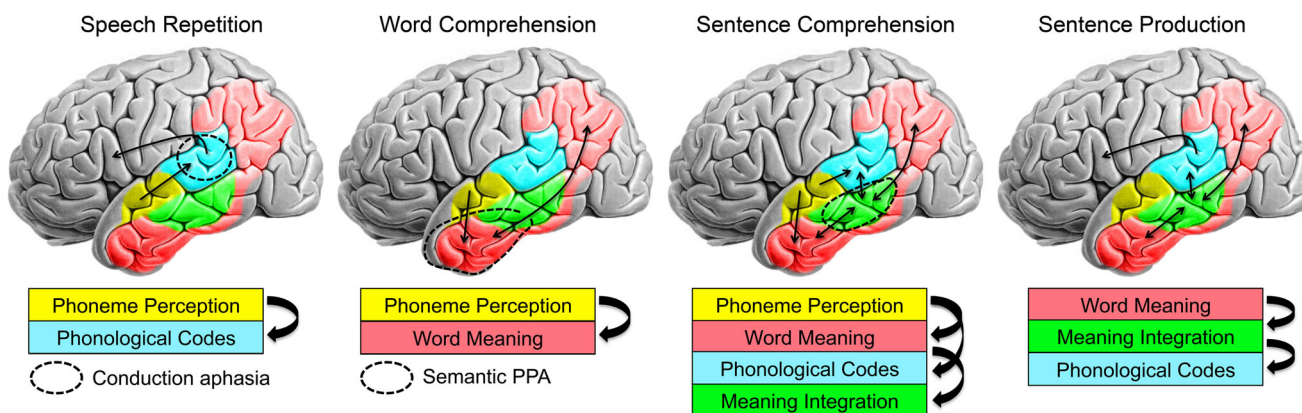 Speech Repetition
Word Comprehension
Sentence Comprehension
Sentence Production
Phoneme Perception
Phonological Codes
Conduction aphasia
Phoneme Perception
Word Meaning
Semantic PPA
Phoneme Perception
Word Meaning
Phonological Codes
Meaning Integration
Word Meaning
Meaning Integration
Phonological Codes